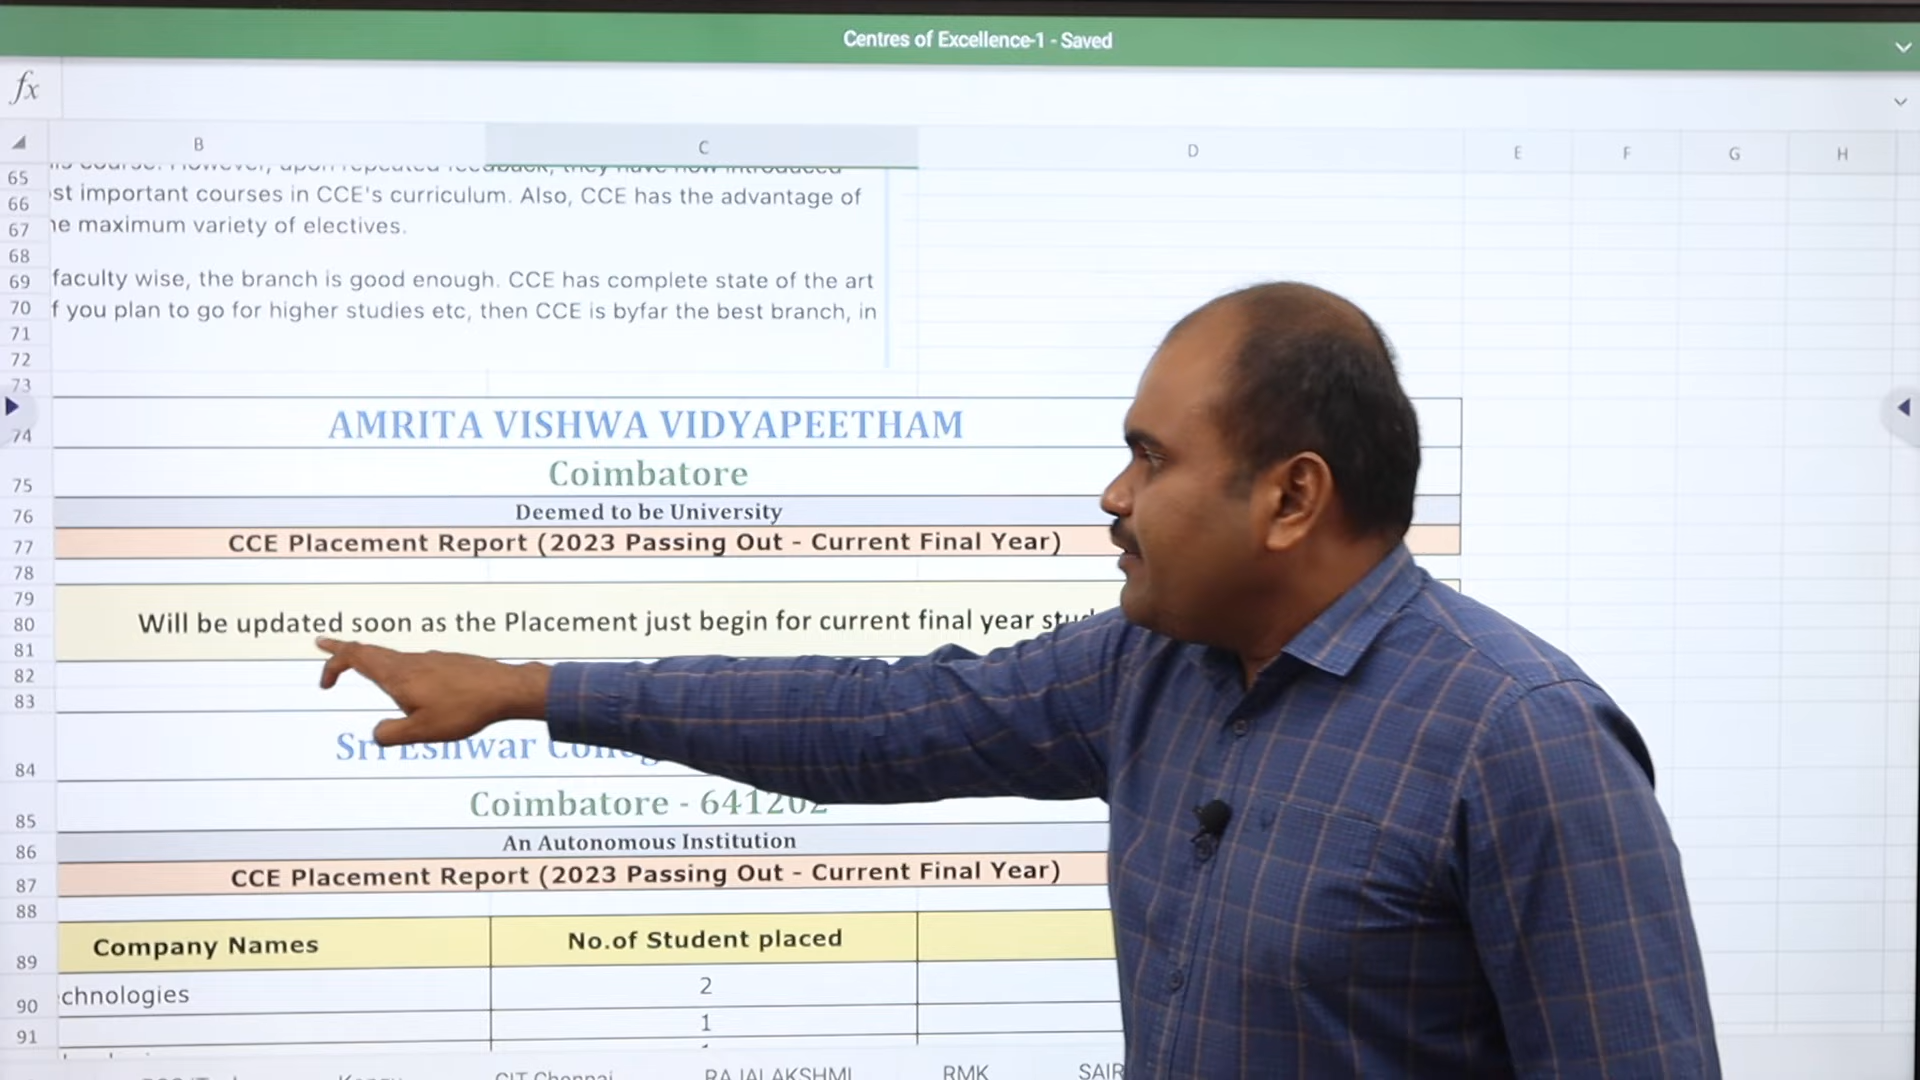 Centres of Excellence-1 - Saved
fx
B C D E F G H
65
66 st important courses in CCE's curriculum. Also, CCE has the advantage of
67 e maximum variety of electives.
68
69 faculty wise, the branch is good enough. CCE has complete state of the art
70 f you plan to go for higher studies etc, then CCE is byfar the best branch, in
71
72
73
74 AMRITA VISHWA VIDYAPEETHAM
75 Coimbatore
76 Deemed to be University
77 CCE Placement Report (2023 Passing Out - Current Final Year)
78
79
80 Will be updated soon as the Placement just begin for current final year
81
82
83
84 Sri Eshwar
85 Coimbatore - 641202
86 An Autonomous Institution
87 CCE Placement Report (2023 Passing Out - Current Final Year)
88
89 Company Names No.of Student placed
90 chnologies 2
91 1
RAJALAKSHMI RMK SAIR